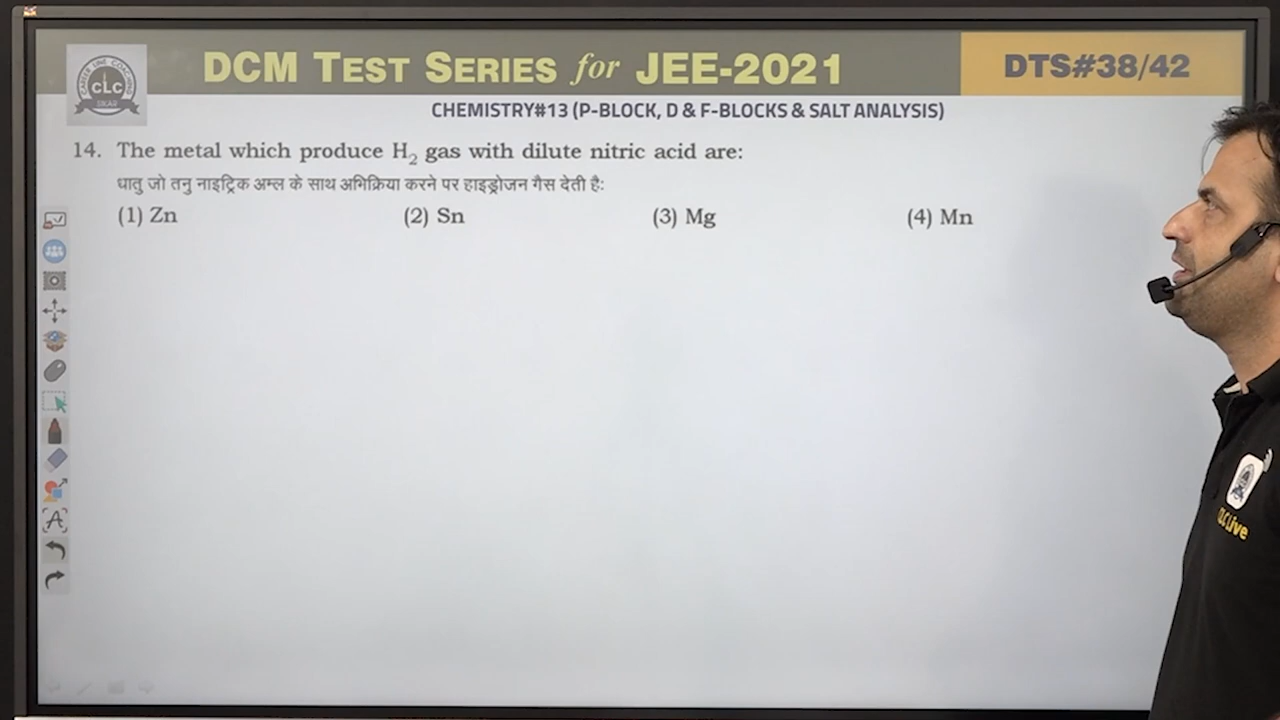 DCM TEST SERIES for JEE-2021
DTS#38/42
CLC
CHEMISTRY#13 (P-BLOCK, D & F-BLOCKS & SALT ANALYSIS)
14. The metal which produce H₂ gas with dilute nitric acid are:
धातु जो तनु नाइट्रिक अम्ल के साथ अभिक्रिया करने पर हाइड्रोजन गैस देती है:
(1) Zn (2) Sn (3) Mg (4) Mn
CLC Live